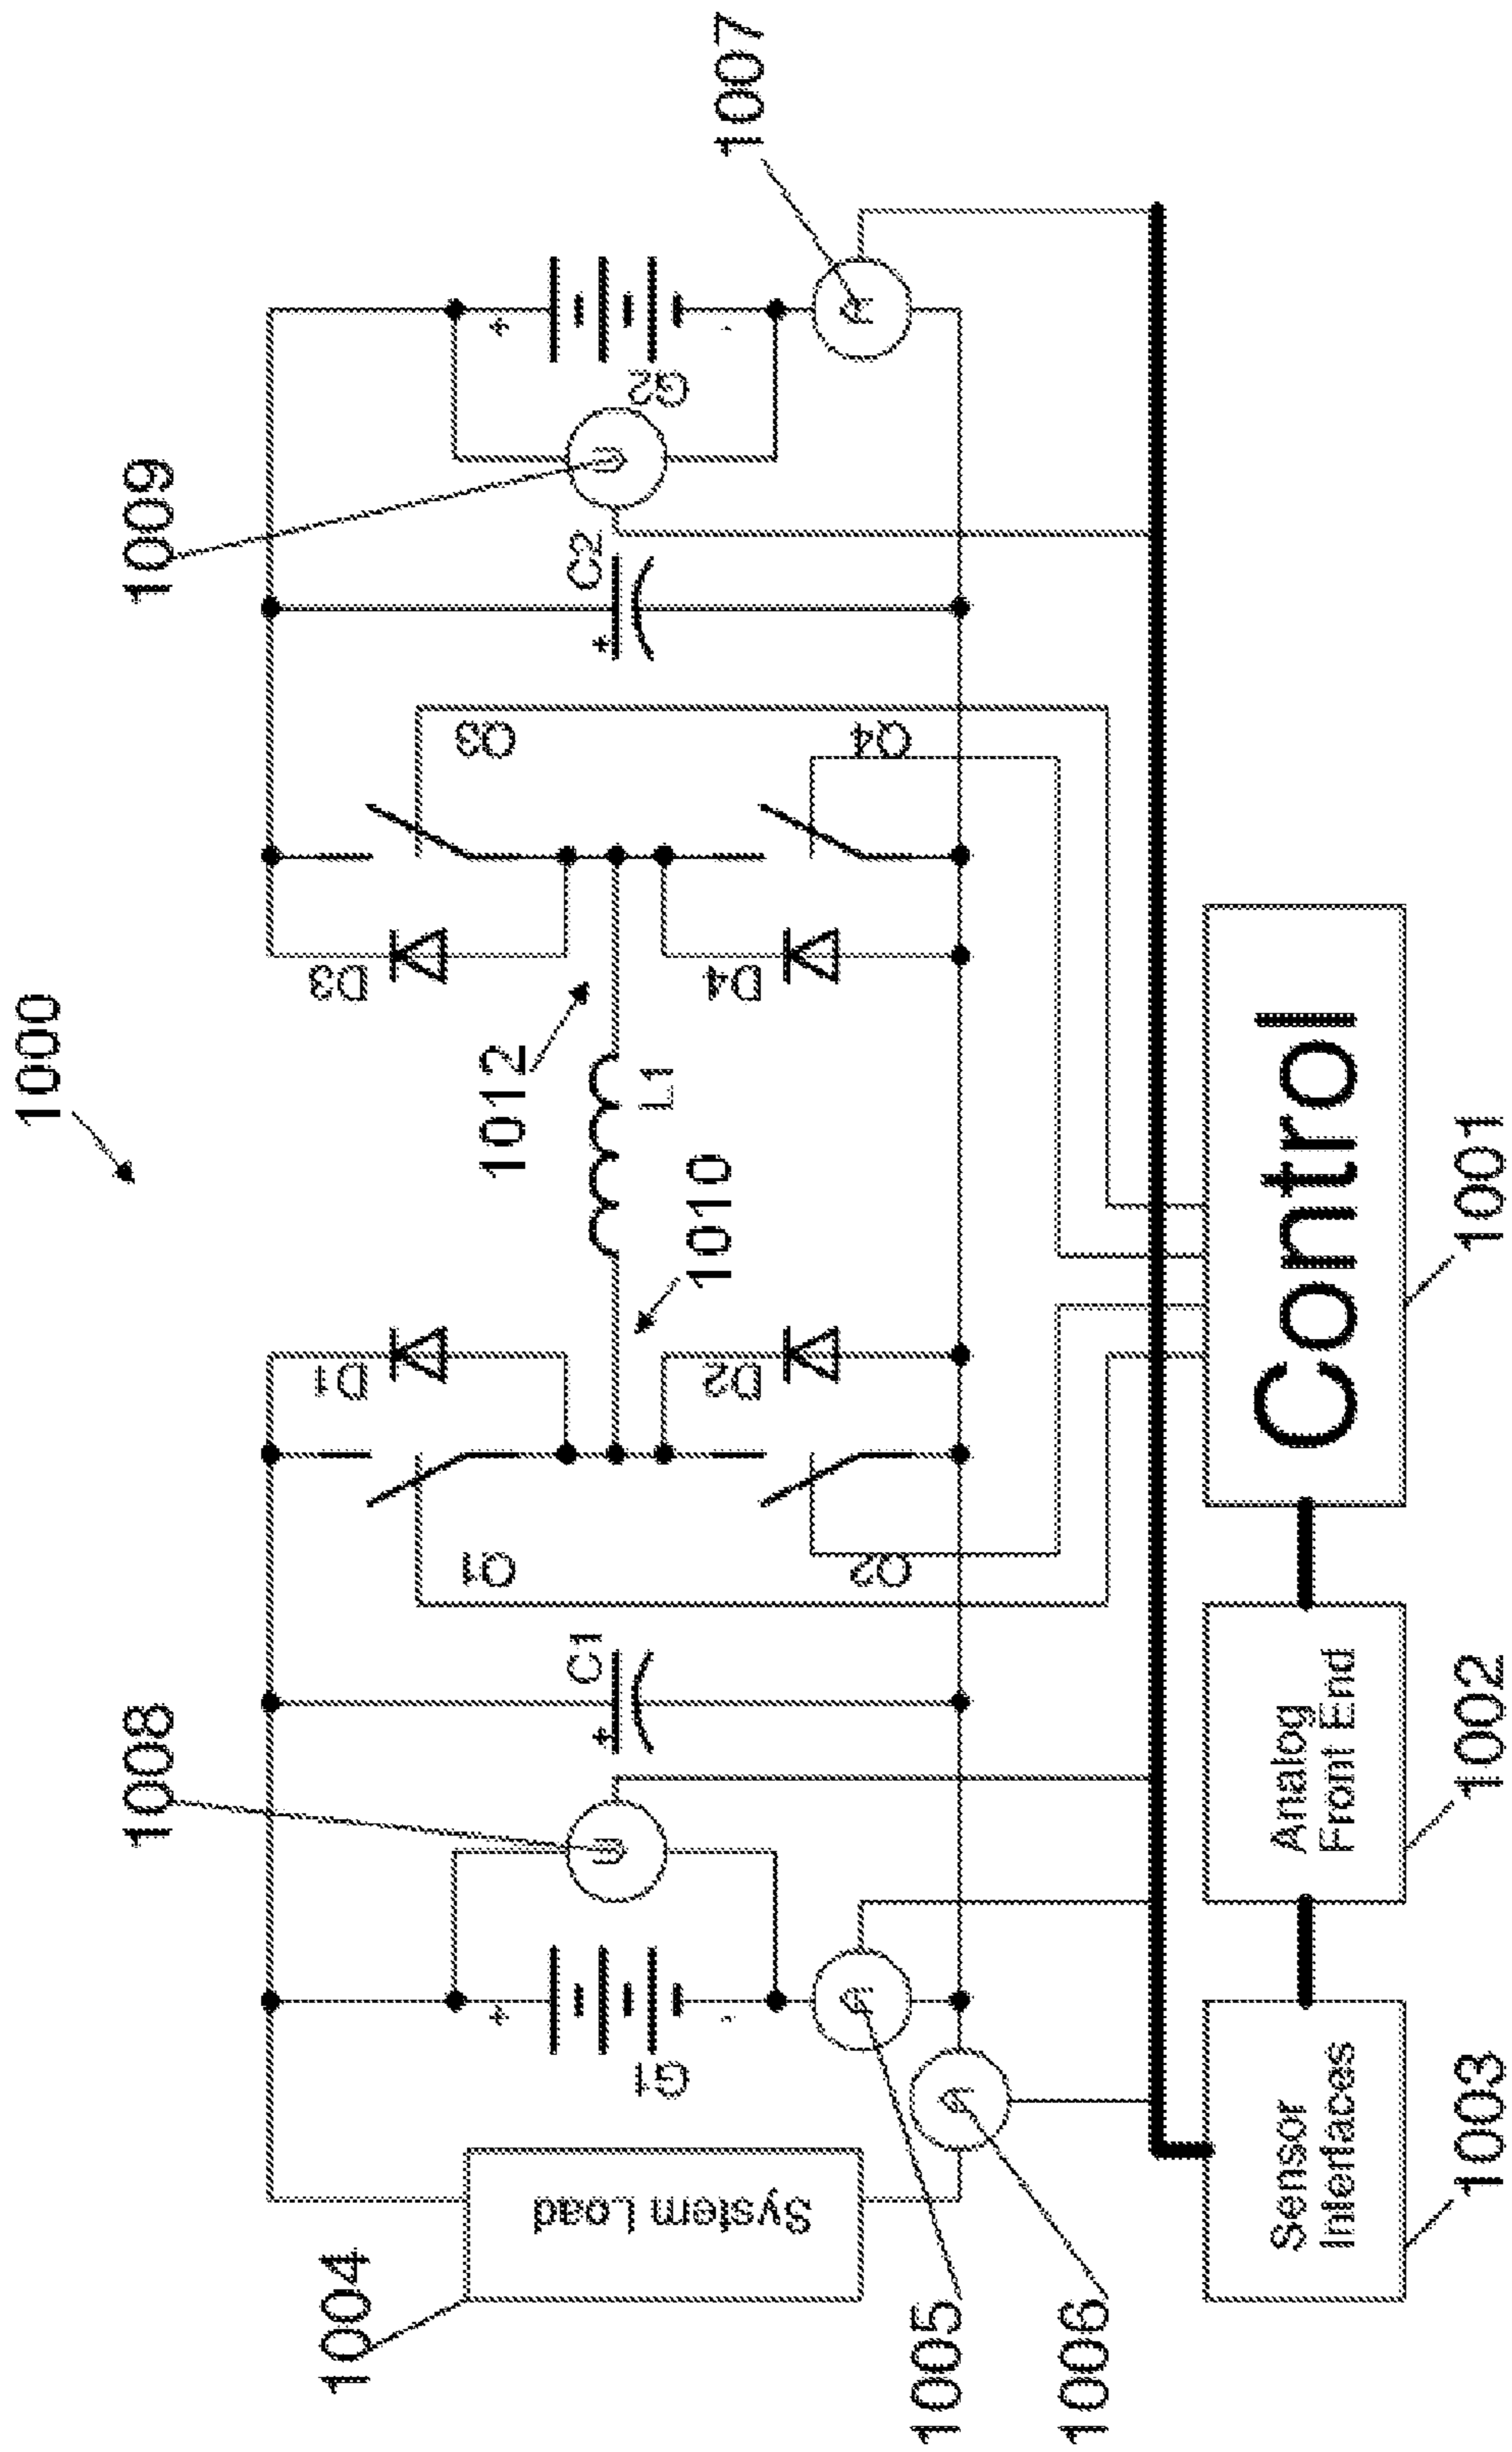 1000
1008
1009
1012
1010
1007
1004
System Load
G1
+
-
C1
+
Q1
Q2
D1
D2
L1
D3
D4
Q3
Q4
C2
+
G2
+
-
1005
1006
Sensor
Interfaces
1003
Analog
Front End
1002
Control
1001